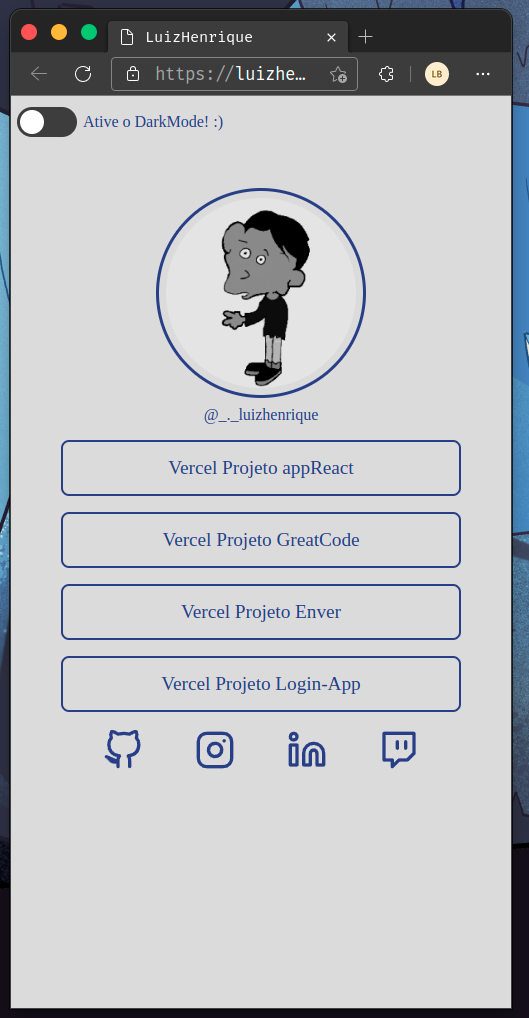 LuizHenrique
https://luizhe...
LB
Ative o DarkMode! :)
@_._luizhenrique
Vercel Projeto appReact
Vercel Projeto GreatCode
Vercel Projeto Enver
Vercel Projeto Login-App